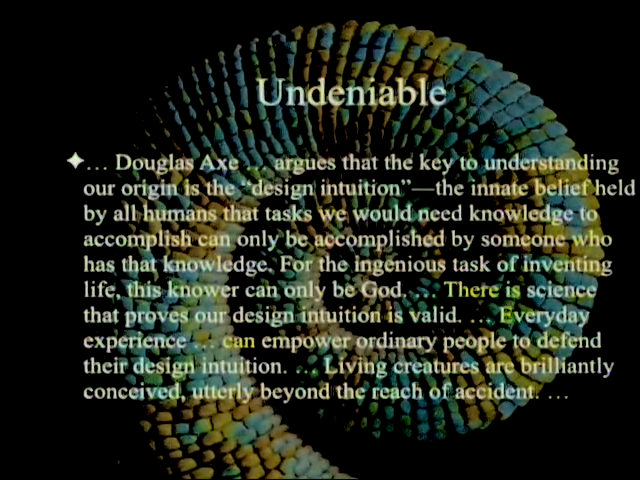 Undeniable
✦… Douglas Axe … argues that the key to understanding
our origin is the “design intuition”—the innate belief held
by all humans that tasks we would need knowledge to
accomplish can only be accomplished by someone who
has that knowledge. For the ingenious task of inventing
life, this knower can only be God. … There is science
that proves our design intuition is valid. … Everyday
experience … can empower ordinary people to defend
their design intuition. … Living creatures are brilliantly
conceived, utterly beyond the reach of accident. …